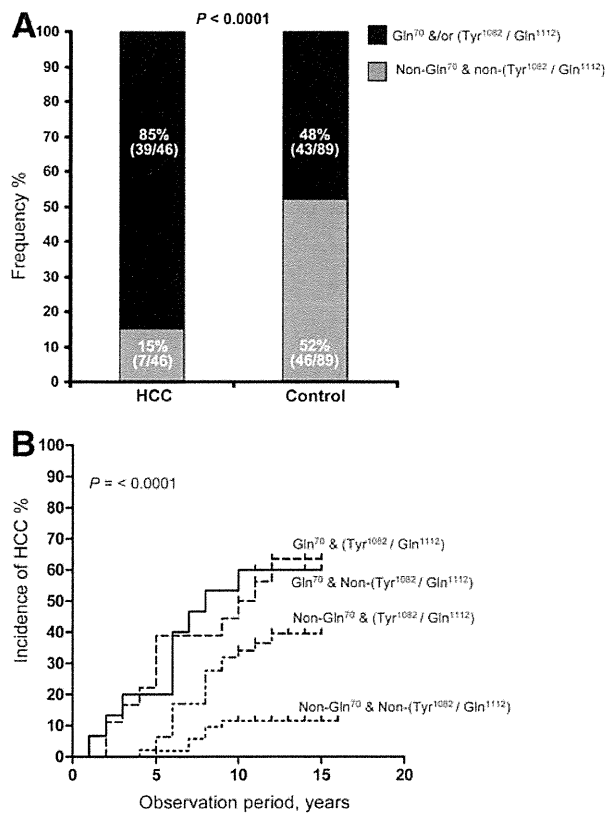 A
P < 0.0001
Gln70 &/or (Tyr1082 / Gln1112)
Non-Gln70 & non-(Tyr1082 / Gln1112)
Frequency %
100
90
80
70
60
50
40
30
20
10
0
85%
(39/46)
48%
(43/89)
15%
(7/46)
52%
(46/89)
HCC
Control
B
P = < 0.0001
Incidence of HCC %
100
90
80
70
60
50
40
30
20
10
0
Gln70 & (Tyr1082 / Gln1112)
Gln70 & Non-(Tyr1082 / Gln1112)
Non-Gln70 & (Tyr1082 / Gln1112)
Non-Gln70 & Non-(Tyr1082 / Gln1112)
0 5 10 15 20
Observation period, years